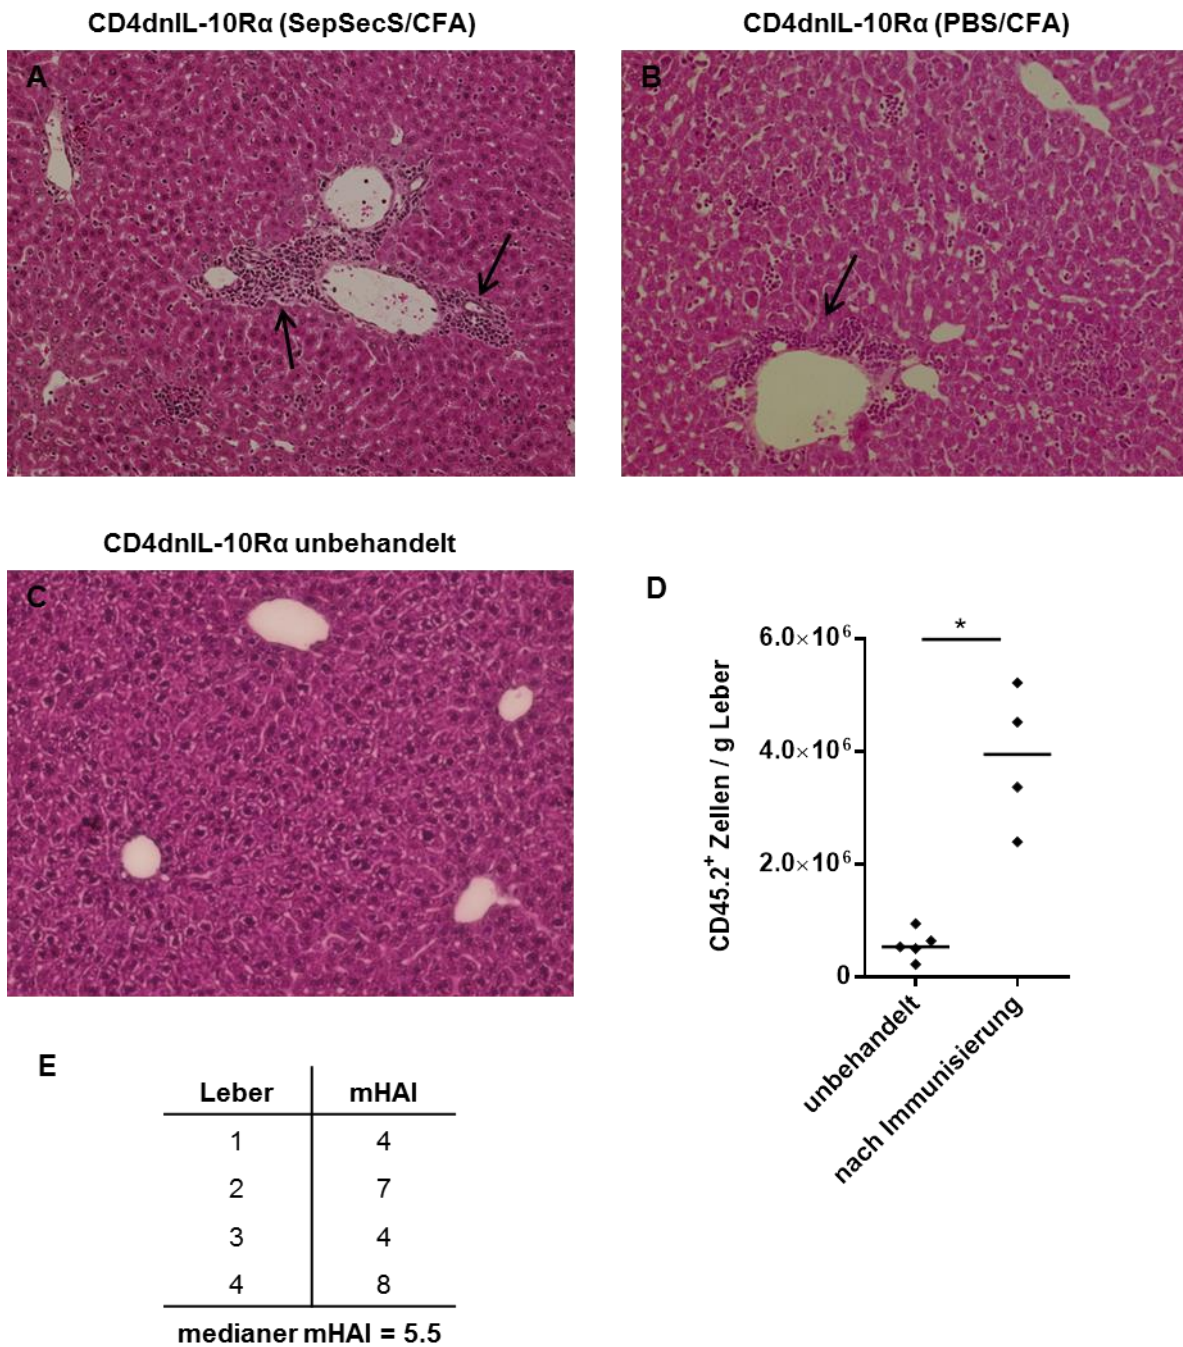 CD4dnIL-10Rα (SepSecS/CFA)
CD4dnIL-10Rα (PBS/CFA)
A
B
CD4dnIL-10Rα unbehandelt
C
D
*
6.0×10⁶
4.0×10⁶
2.0×10⁶
0
CD45.2⁺ Zellen / g Leber
unbehandelt
nach Immunisierung
E
Leber mHAI
1 4
2 7
3 4
4 8
medianer mHAI = 5.5